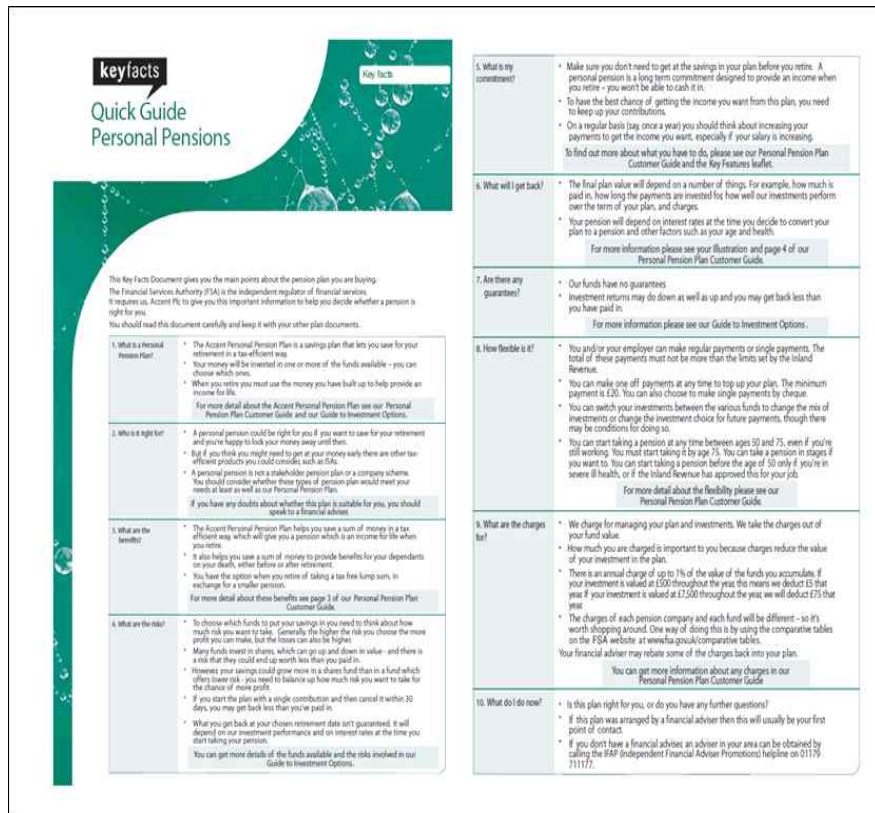 keyfacts
Key facts
Quick Guide
Personal Pensions
This Key Facts Document gives you the main points about the pension plan you are buying.
The Financial Services Authority (FSA) is the independent regulator of financial services.
It requires us, Accent Plc to give you this important information to help you decide whether a pension is
right for you.
You should read this document carefully and keep it with your other plan documents.
1. What is a Personal
Pension Plan?
• The Accent Personal Pension Plan is a savings plan that lets you save for your
retirement in a tax-efficient way.
• Your money will be invested in one or more of the funds available – you can
choose which ones.
• When you retire you must use the money you have built up to help provide an
income for life.
For more detail about the Accent Personal Pension Plan see our Personal
Pension Plan Customer Guide and our Guide to Investment Options.
2. Who is it right for?
• A personal pension could be right for you if you want to save for your retirement
and you're happy to lock your money away until then.
• But if you think you might need to get at your money early there are other tax-
efficient products you could consider, such as ISAs.
• A personal pension is not a stakeholder pension plan or a company scheme.
You should consider whether these types of pension plan would meet your
needs at least as well as our Personal Pension Plan.
If you have any doubts about whether this plan is suitable for you, you should
speak to a financial adviser.
3. What are the
benefits?
• The Accent Personal Pension Plan helps you save a sum of money in a tax
efficient way, which will give you a pension which is an income for life when
you retire.
• It also helps you save a sum of money to provide benefits for your dependants
on your death, either before or after retirement.
• You have the option when you retire of taking a tax free lump sum, in
exchange for a smaller pension.
For more detail about these benefits see page 3 of our Personal Pension Plan
Customer Guide.
4. What are the risks?
• To choose which funds to put your savings in you need to think about how
much risk you want to take. Generally, the higher the risk you choose the more
profit you can make, but the losses can also be higher.
• Many funds invest in shares, which can go up and down in value - and there is
a risk that they could end up worth less than you paid in.
• However your savings could grow more in a shares fund than in a fund which
offers lower risk - you need to balance up how much risk you want to take for
the chance of more profit.
• If you start the plan with a single contribution and then cancel it within 30
days, you may get back less than you've paid in.
• What you get back at your chosen retirement date isn't guaranteed. It will
depend on our investment performance and on interest rates at the time you
start taking your pension.
You can get more details of the funds available and the risks involved in our
Guide to Investment Options.
5. What is my
commitment?
• Make sure you don't need to get at the savings in your plan before you retire. A
personal pension is a long term commitment designed to provide an income when
you retire – you won't be able to cash it in.
• To have the best chance of getting the income you want from this plan, you need
to keep up your contributions.
• On a regular basis (say, once a year) you should think about increasing your
payments to get the income you want, especially if your salary is increasing.
To find out more about what you have to do, please see our Personal Pension Plan
Customer Guide and the Key Features leaflet.
6. What will I get back?
• The final plan value will depend on a number of things. For example, how much is
paid in, how long the payments are invested for, how well our investments perform
over the term of your plan, and charges.
• Your pension will depend on interest rates at the time you decide to convert your
plan to a pension and other factors such as your age and health.
For more information please see your Illustration and page 4 of our
Personal Pension Plan Customer Guide.
7. Are there any
guarantees?
• Our funds have no guarantees
• Investment returns may do down as well as up and you may get back less than
you have paid in.
For more information please see our Guide to Investment Options .
8. How flexible is it?
• You and/or your employer can make regular payments or single payments. The
total of these payments must not be more than the limits set by the Inland
Revenue.
• You can make one off payments at any time to top up your plan. The minimum
payment is £20. You can also choose to make single payments by cheque.
• You can switch your investments between the various funds to change the mix of
investments or change the investment choice for future payments, though there
may be conditions for doing so.
• You can start taking a pension at any time between ages 50 and 75, even if you're
still working. You must start taking it by age 75. You can take a pension in stages if
you want to. You can start taking a pension before the age of 50 only if you're in
severe ill health, or if the Inland Revenue has approved this for your job.
For more detail about the flexibility please see our
Personal Pension Plan Customer Guide.
9. What are the charges
for?
• We charge for managing your plan and investments. We take the charges out of
your fund value.
• How much you are charged is important to you because charges reduce the value
of your investment in the plan.
• There is an annual charge of up to 1% of the value of the funds you accumulate. If
your investment is valued at £500 throughout the year, this means we deduct £5 that
year. If your investment is valued at £7,500 throughout the year, we will deduct £75 that
year.
• The charges of each pension company and each fund will be different – so it's
worth shopping around. One way of doing this is by using the comparative tables
on the FSA website at www.fsa.gov.uk/comparative tables.
Your financial adviser may rebate some of the charges back into your plan.
You can get more information about any charges in our
Personal Pension Plan Customer Guide
10. What do I do now?
• Is this plan right for you, or do you have any further questions?
• If this plan was arranged by a financial adviser then this will usually be your first
point of contact.
• If you don't have a financial adviser, an adviser in your area can be obtained by
calling the IFAP (Independent Financial Adviser Promotions) helpline on 01179
711177.